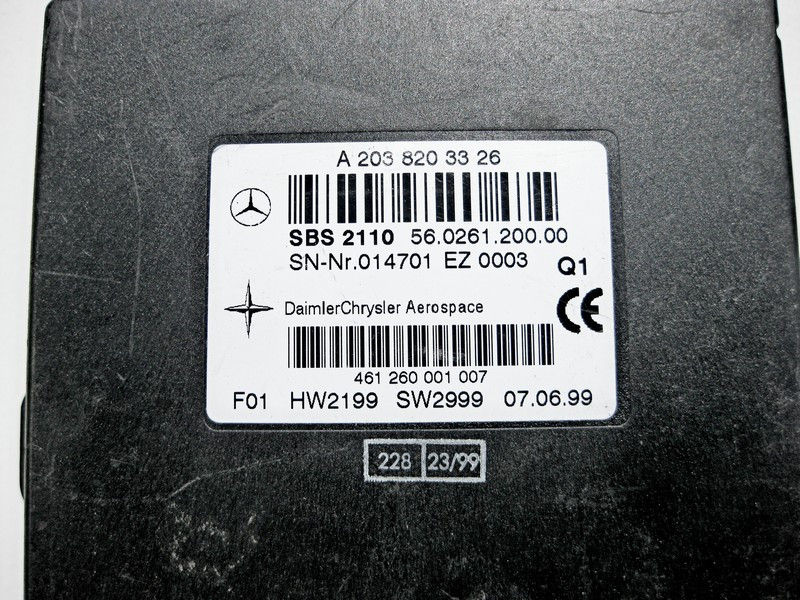 A 203 820 33 26
SBS 2110 56.0261.200.00
SN-Nr.014701 EZ 0003 Q1
DaimlerChrysler Aerospace CE
461 260 001 007
F01 HW2199 SW2999 07.06.99
228 23/99